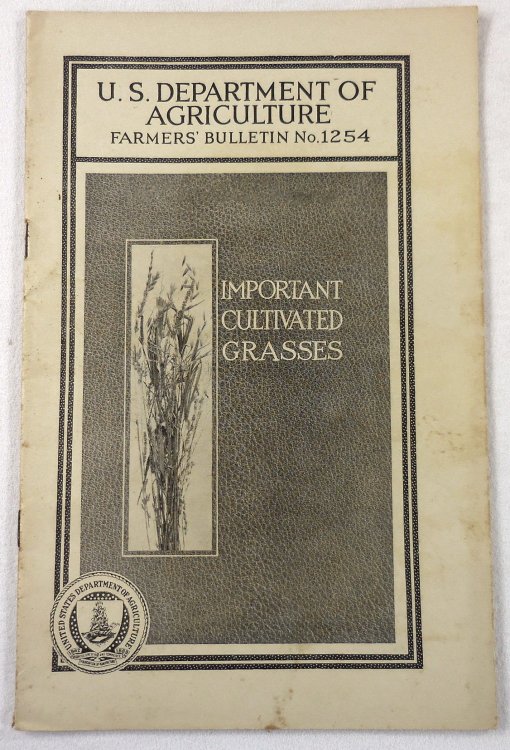 U. S. DEPARTMENT OF
AGRICULTURE
FARMERS' BULLETIN No. 1254
IMPORTANT
CULTIVATED
GRASSES
UNITED STATES DEPARTMENT OF AGRICULTURE